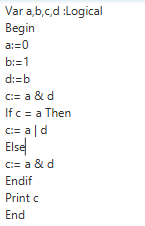 Var a,b,c,d :Logical
Begin
a:=0
b:=1
d:=b
c:= a & d
If c = a Then
c:= a | d
Else
c:= a & d
Endif
Print c
End